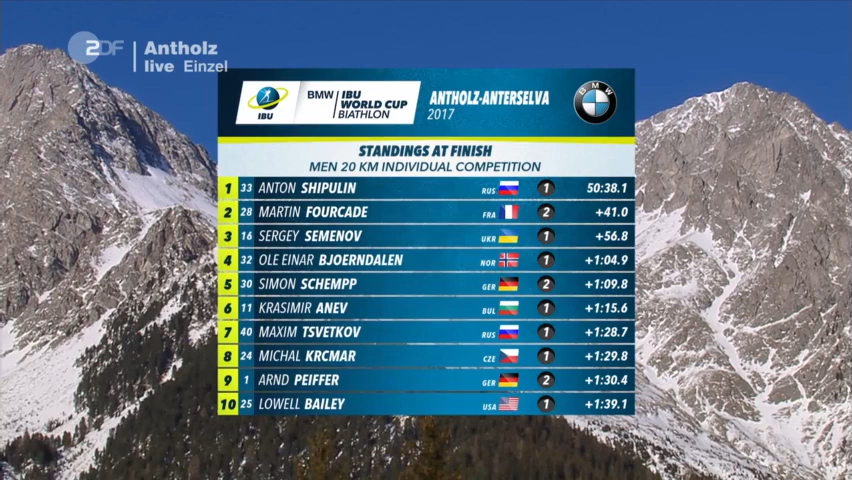 ZDF Antholz
live Einzel
IBU
BMW IBU WORLD CUP BIATHLON
ANTHOLZ-ANTERSELVA
2017
BMW
STANDINGS AT FINISH
MEN 20 KM INDIVIDUAL COMPETITION
1 33 ANTON SHIPULIN RUS 1 50:38.1
2 28 MARTIN FOURCADE FRA 2 +41.0
3 16 SERGEY SEMENOV UKR 1 +56.8
4 32 OLE EINAR BJOERNDALEN NOR 1 +1:04.9
5 30 SIMON SCHEMPP GER 2 +1:09.8
6 11 KRASIMIR ANEV BUL 1 +1:15.6
7 40 MAXIM TSVETKOV RUS 1 +1:28.7
8 24 MICHAL KRCMAR CZE 1 +1:29.8
9 1 ARND PEIFFER GER 2 +1:30.4
10 25 LOWELL BAILEY USA 1 +1:39.1